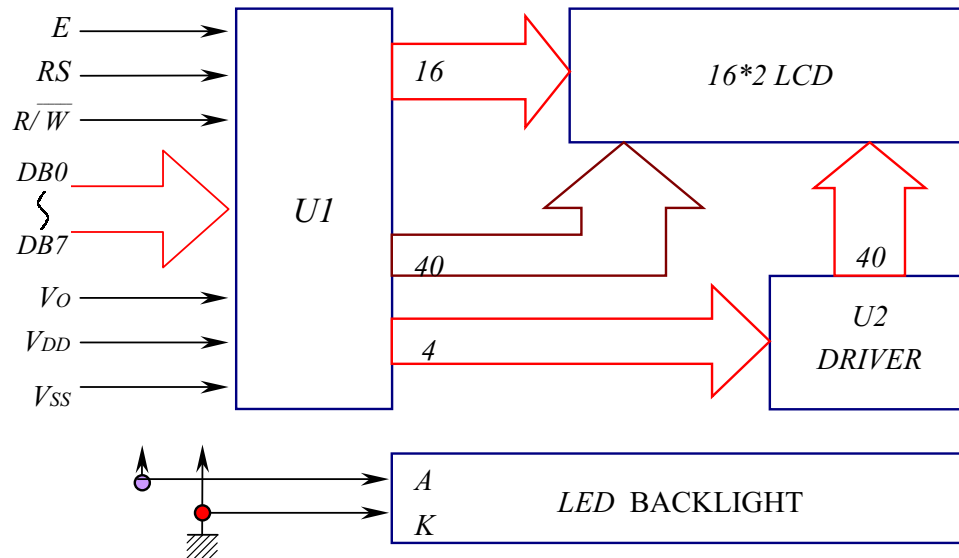 E
RS
R/W̅
DB0
DB7
VO
VDD
VSS
U1
16
40
4
16*2 LCD
40
U2
DRIVER
A
K
LED BACKLIGHT